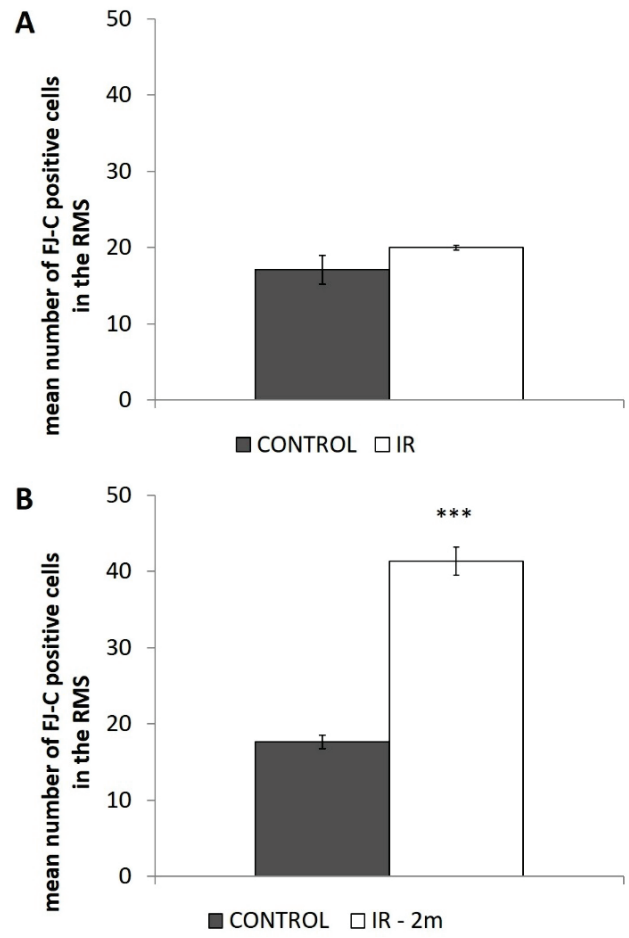 A
50
40
30
20
10
0
mean number of FJ-C positive cells
in the RMS
CONTROL IR
B
50
40
30
20
10
0
***
mean number of FJ-C positive cells
in the RMS
CONTROL IR - 2m